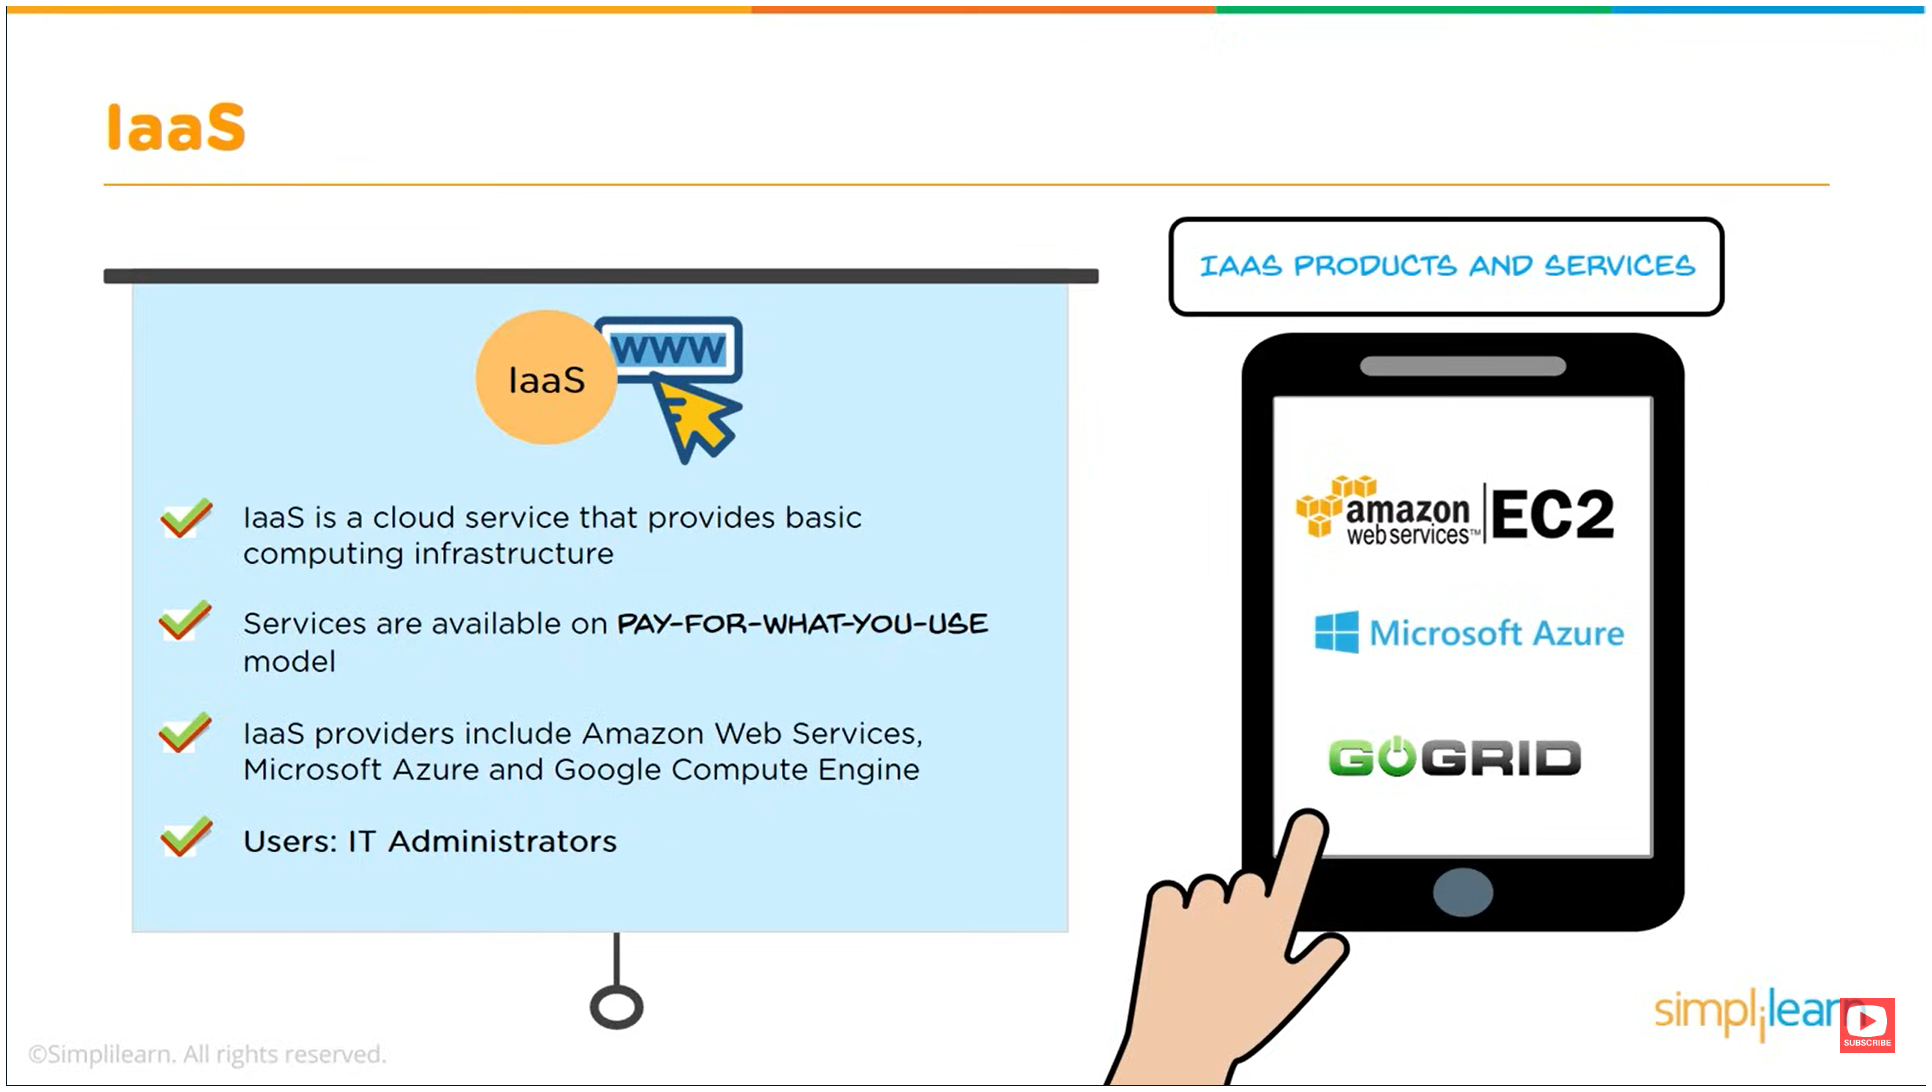 IaaS
IAAS PRODUCTS AND SERVICES
IaaS
WWW
IaaS is a cloud service that provides basic
computing infrastructure
Services are available on PAY-FOR-WHAT-YOU-USE
model
IaaS providers include Amazon Web Services,
Microsoft Azure and Google Compute Engine
Users: IT Administrators
amazon
web services™
EC2
Microsoft Azure
GOGRID
simplilearn
SUBSCRIBE
©Simplilearn. All rights reserved.